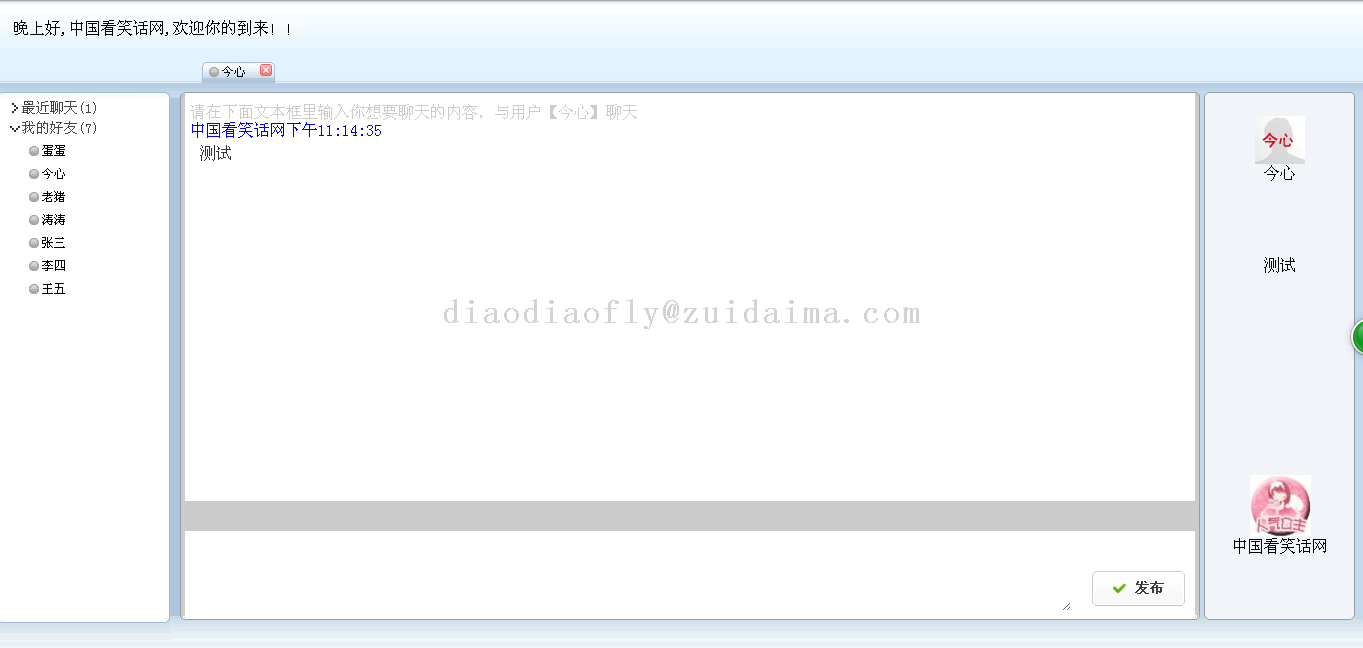 晚上好,中国看笑话网,欢迎你的到来!!
今心
最近聊天(1)
我的好友(7)
蛋蛋
今心
老猪
涛涛
张三
李四
王五
请在下面文本框里输入你想要聊天的内容，与用户【今心】聊天
中国看笑话网下午11:14:35
测试
diaodiaofly@zuidaima.com
发布
今心
今心
测试
人气公主
中国看笑话网